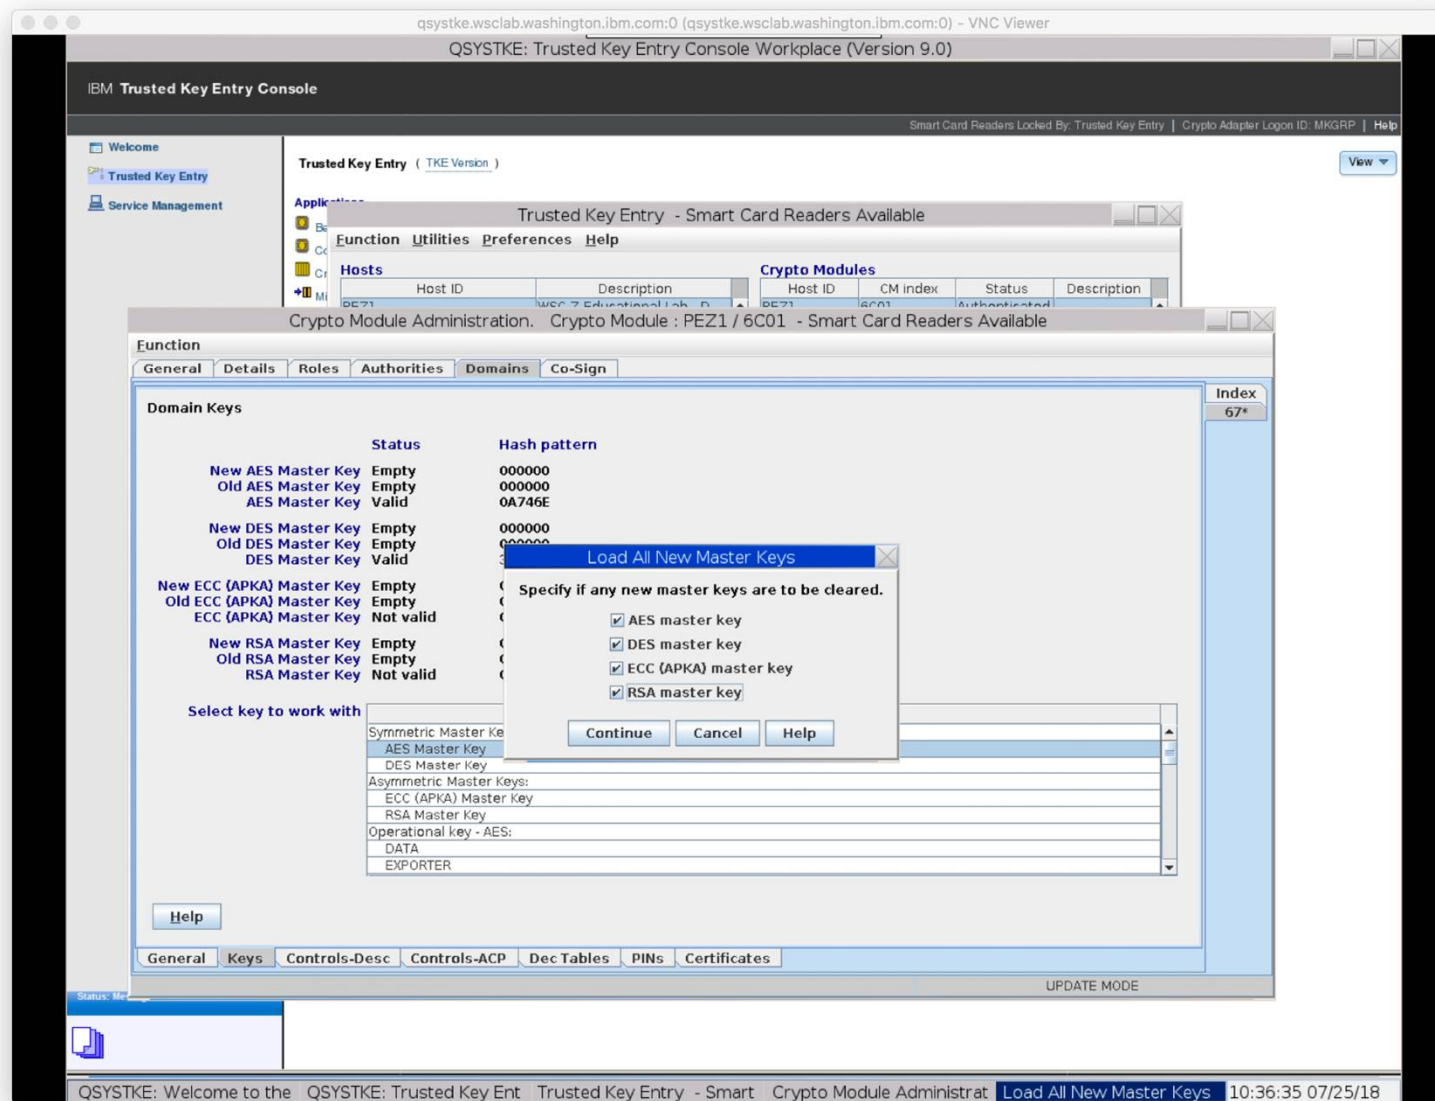 qsystke.wsclab.washington.ibm.com:0 (qsystke.wsclab.washington.ibm.com:0) - VNC Viewer
QSYSTKE: Trusted Key Entry Console Workplace (Version 9.0)
IBM Trusted Key Entry Console
Smart Card Readers Locked By: Trusted Key Entry | Crypto Adapter Logon ID: MKGRP | Help
Welcome
Trusted Key Entry
Service Management
Trusted Key Entry ( TKE Version )
View
Trusted Key Entry - Smart Card Readers Available
Function Utilities Preferences Help
Hosts
Host ID Description
PEZ1 WSC Z Educational Lab - D
Crypto Modules
Host ID CM index Status Description
PEZ1 6C01 Authenticated
Crypto Module Administration. Crypto Module : PEZ1 / 6C01 - Smart Card Readers Available
Function
General Details Roles Authorities Domains Co-Sign
Index
67*
Domain Keys
Status Hash pattern
New AES Master Key Empty 000000
Old AES Master Key Empty 000000
AES Master Key Valid 0A746E
New DES Master Key Empty 000000
Old DES Master Key Empty 000000
DES Master Key Valid
New ECC (APKA) Master Key Empty
Old ECC (APKA) Master Key Empty
ECC (APKA) Master Key Not valid
New RSA Master Key Empty
Old RSA Master Key Empty
RSA Master Key Not valid
Load All New Master Keys
Specify if any new master keys are to be cleared.
AES master key
DES master key
ECC (APKA) master key
RSA master key
Continue Cancel Help
Select key to work with
Symmetric Master Ke
AES Master Key
DES Master Key
Asymmetric Master Keys:
ECC (APKA) Master Key
RSA Master Key
Operational key - AES:
DATA
EXPORTER
Help
General Keys Controls-Desc Controls-ACP Dec Tables PINs Certificates
UPDATE MODE
QSYSTKE: Welcome to the QSYSTKE: Trusted Key Ent Trusted Key Entry - Smart Crypto Module Administrat Load All New Master Keys 10:36:35 07/25/18